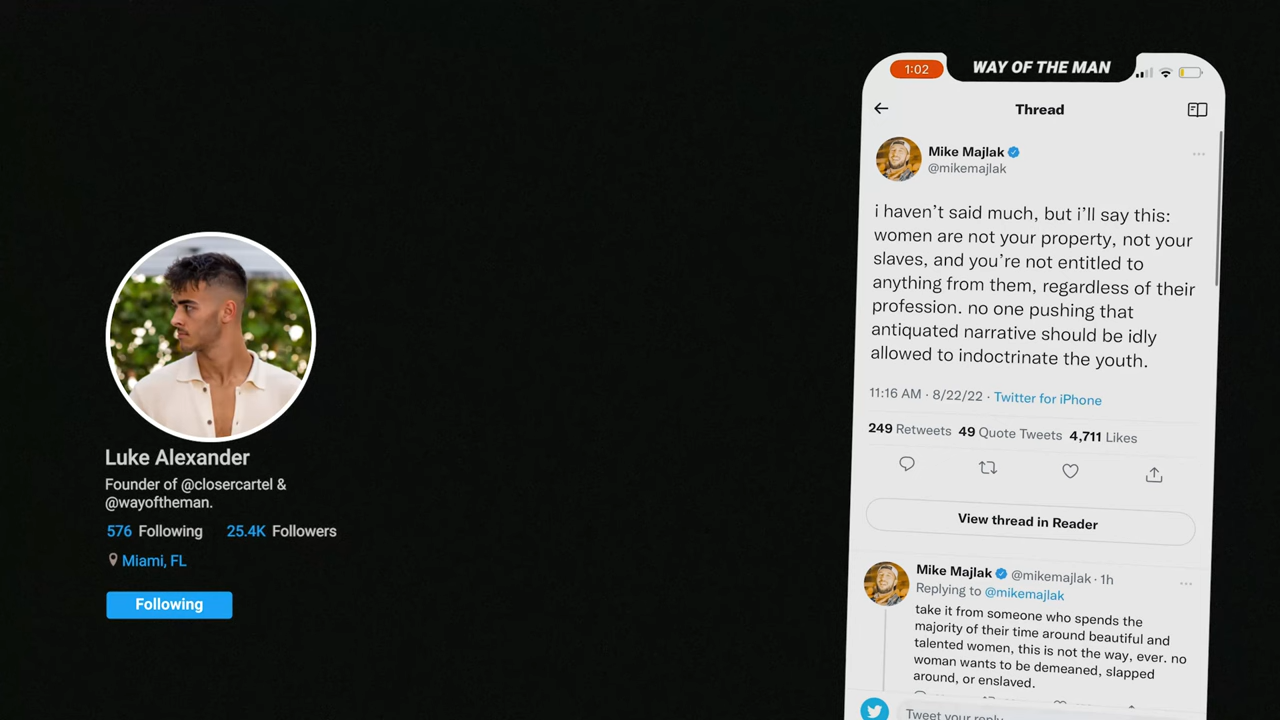 Luke Alexander
Founder of @closercartel &
@wayoftheman.
576 Following 25.4K Followers
Miami, FL
Following
1:02 WAY OF THE MAN
Thread
Mike Majlak
@mikemajlak
i haven’t said much, but i’ll say this:
women are not your property, not your
slaves, and you’re not entitled to
anything from them, regardless of their
profession. no one pushing that
antiquated narrative should be idly
allowed to indoctrinate the youth.
11:16 AM · 8/22/22 · Twitter for iPhone
249 Retweets 49 Quote Tweets 4,711 Likes
View thread in Reader
Mike Majlak @mikemajlak · 1h
Replying to @mikemajlak
take it from someone who spends the
majority of their time around beautiful and
talented women, this is not the way, ever. no
woman wants to be demeaned, slapped
around, or enslaved.
Tweet your reply